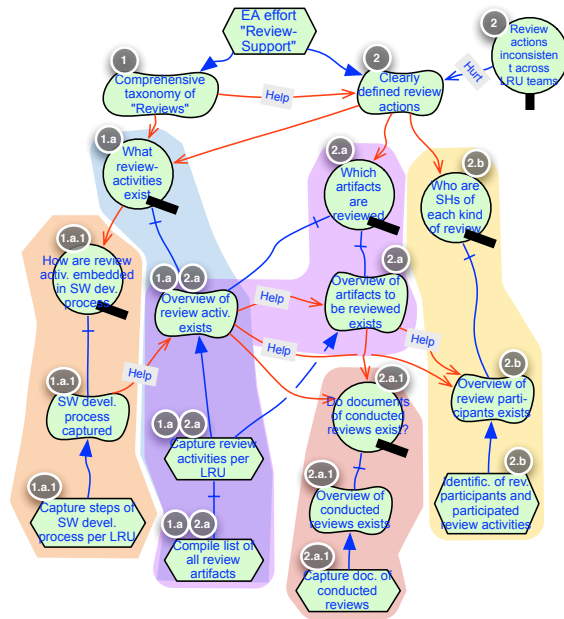 EA effort
"Review-
Support"
2
Review
actions
inconsisten
t across
LRU teams
Hurt
1
Comprehensive
taxonomy of
"Reviews"
Help
2
Clearly
defined review
actions
1.a
What
review-
activities
exist
2.a
Which
artifacts
are
reviewed
2.b
Who are
SHs of
each kind
of review
1.a.1
How are review
activ. embedded
in SW dev.
process
1.a 2.a
Overview of
review activ.
exists
Help
2.a
Overview of
artifacts to
be reviewed
exists
Help
Help
Help
1.a.1
SW devel.
process
captured
2.a.1
Do documents
of conducted
reviews exist?
2.b
Overview of
review parti-
cipants exists
1.a 2.a
Capture review
activities per LRU
2.a.1
Overview of
conducted
reviews exists
2.b
Identific. of rev.
participants and
participated
review activities
1.a.1
Capture steps of
SW devel.
process per LRU
1.a 2.a
Compile list of
all review
artifacts
2.a.1
Capture doc. of
conducted
reviews